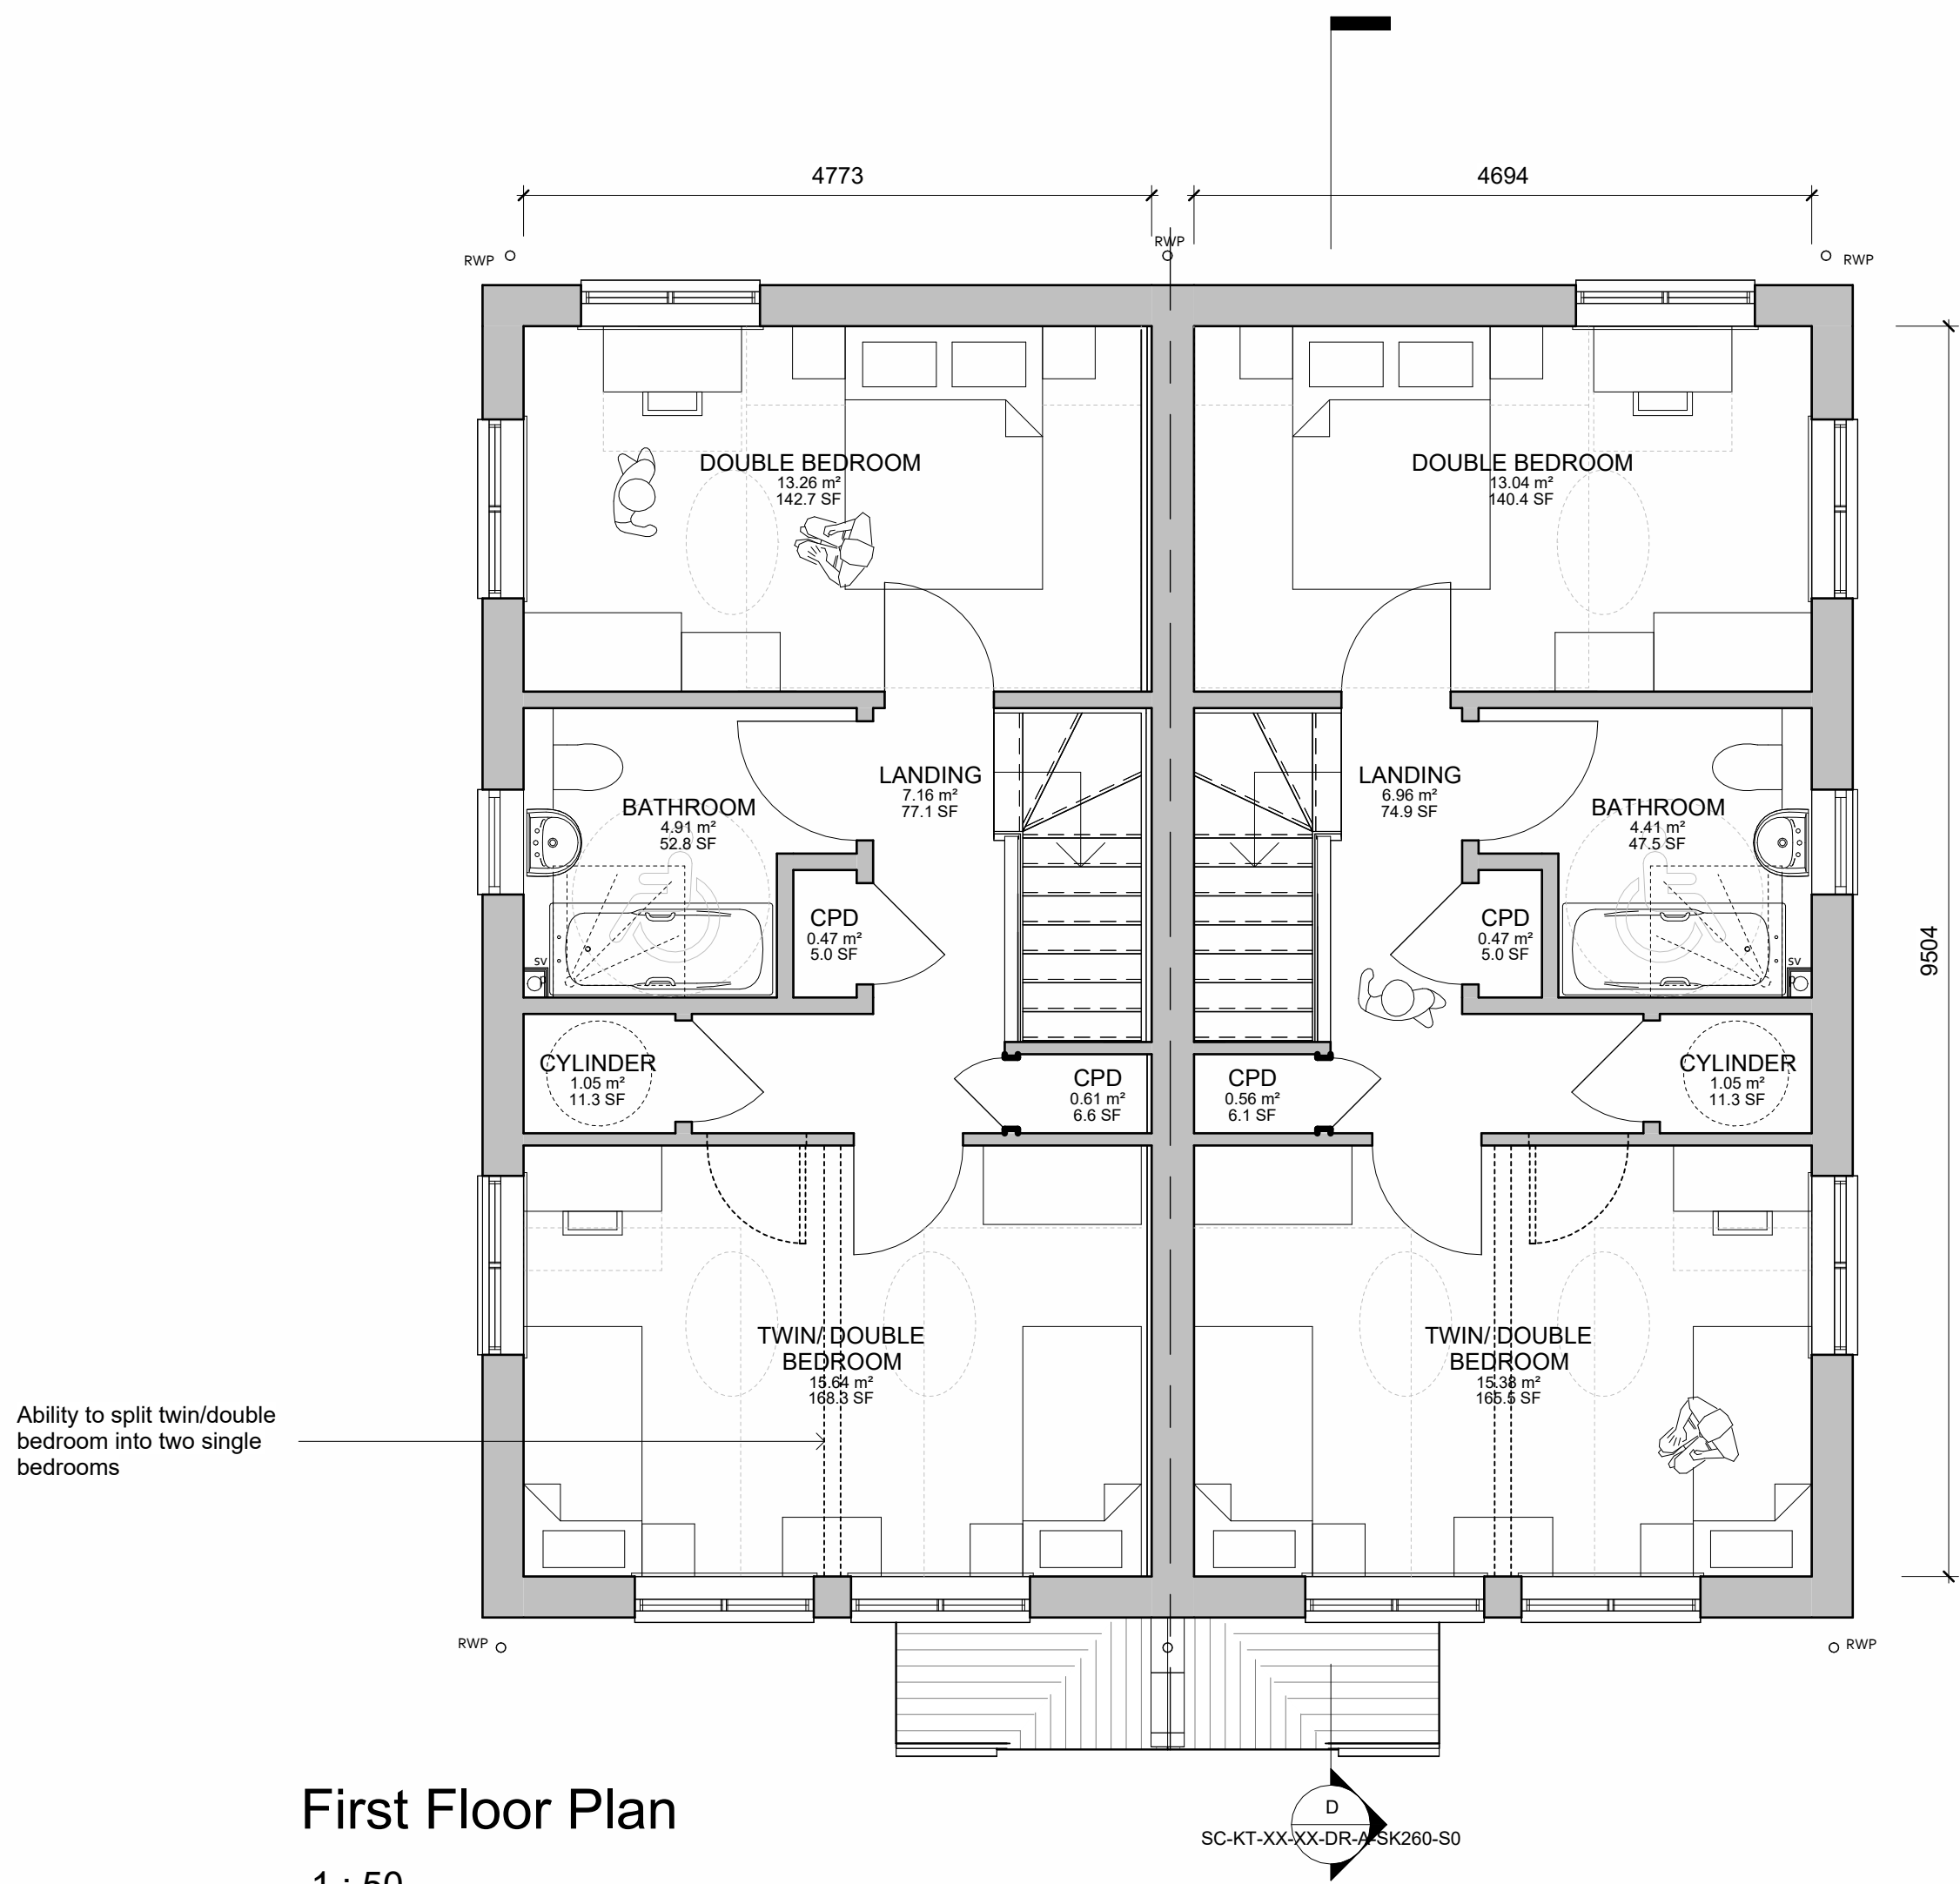 4773
4694
RWP
RWP
RWP
DOUBLE BEDROOM
13.26 m²
142.7 SF
DOUBLE BEDROOM
13.04 m²
140.4 SF
LANDING
7.16 m²
77.1 SF
LANDING
6.96 m²
74.9 SF
BATHROOM
4.91 m²
52.8 SF
BATHROOM
4.41 m²
47.5 SF
CPD
0.47 m²
5.0 SF
CPD
0.47 m²
5.0 SF
9504
SV
SV
CYLINDER
1.05 m²
11.3 SF
CPD
0.61 m²
6.6 SF
CPD
0.56 m²
6.1 SF
CYLINDER
1.05 m²
11.3 SF
TWIN/ DOUBLE
BEDROOM
15.64 m²
168.3 SF
TWIN/ DOUBLE
BEDROOM
15.38 m²
165.5 SF
Ability to split twin/double
bedroom into two single
bedrooms
RWP
RWP
First Floor Plan
1 : 50
D
SC-KT-XX-XX-DR-A-SK260-S0